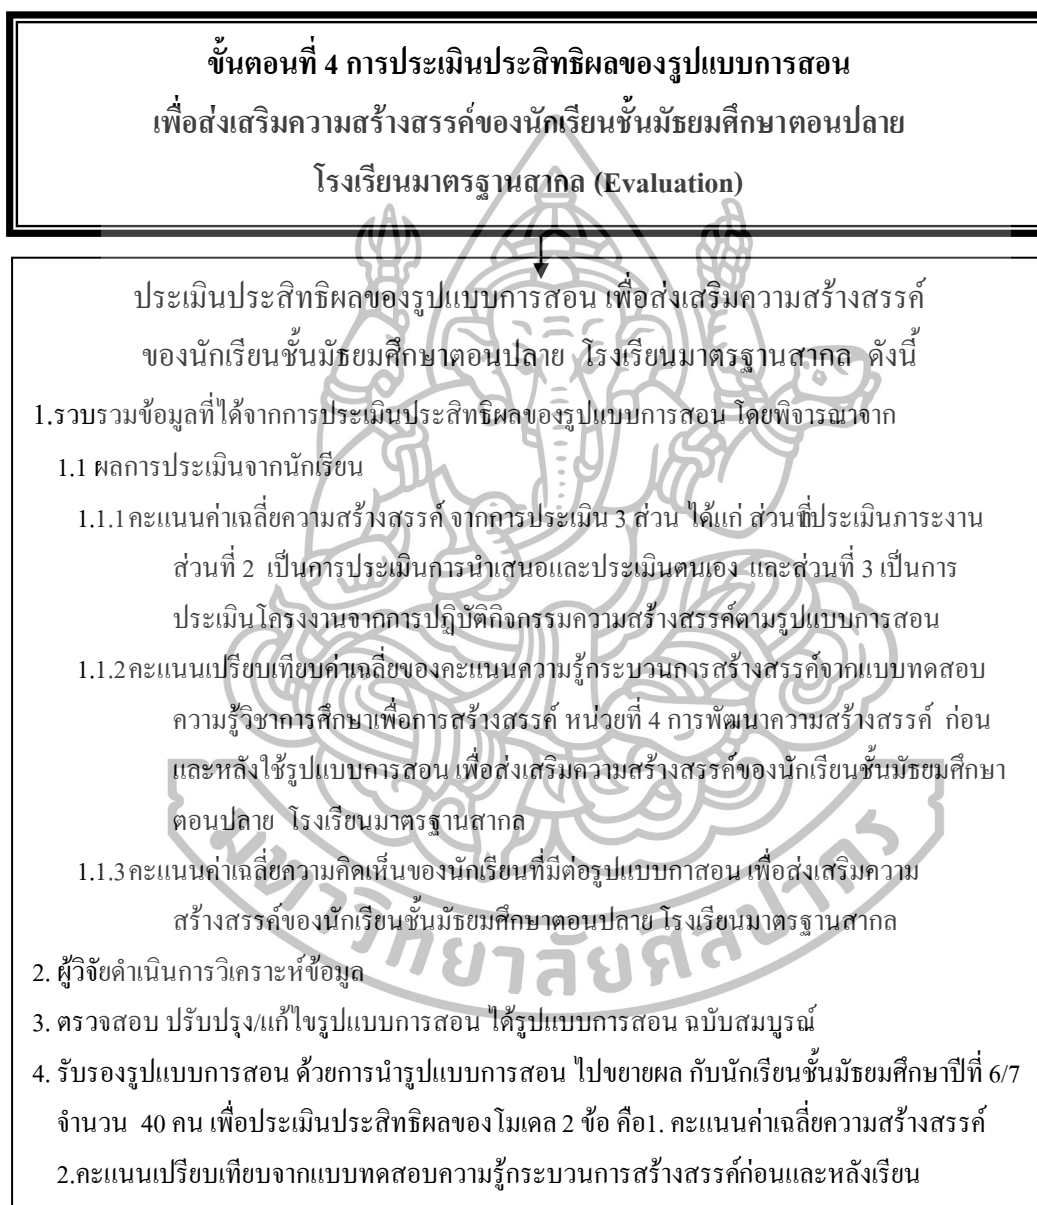 ขั้นตอนที่ 4 การประเมินประสิทธิผลของรูปแบบการสอน
เพื่อส่งเสริมความสร้างสรรค์ของนักเรียนชั้นมัธยมศึกษาตอนปลาย
โรงเรียนมาตรฐานสากล (Evaluation)
ประเมินประสิทธิผลของรูปแบบการสอน เพื่อส่งเสริมความสร้างสรรค์
ของนักเรียนชั้นมัธยมศึกษาตอนปลาย โรงเรียนมาตรฐานสากล ดังนี้
1.รวบรวมข้อมูลที่ได้จากการประเมินประสิทธิผลของรูปแบบการสอน โดยพิจารณาจาก
1.1 ผลการประเมินจากนักเรียน
1.1.1 คะแนนค่าเฉลี่ยความสร้างสรรค์ จากการประเมิน 3 ส่วน ได้แก่ ส่วนที่ประเมินภาระงาน
ส่วนที่ 2 เป็นการประเมินการนำเสนอและประเมินตนเอง และส่วนที่ 3 เป็นการ
ประเมินโครงงานจากการปฏิบัติกิจกรรมความสร้างสรรค์ตามรูปแบบการสอน
1.1.2 คะแนนเปรียบเทียบค่าเฉลี่ยของคะแนนความรู้กระบวนการสร้างสรรค์จากแบบทดสอบ
ความรู้วิชาการศึกษาเพื่อการสร้างสรรค์ หน่วยที่ 4 การพัฒนาความสร้างสรรค์ ก่อน
และหลังใช้รูปแบบการสอน เพื่อส่งเสริมความสร้างสรรค์ของนักเรียนชั้นมัธยมศึกษา
ตอนปลาย โรงเรียนมาตรฐานสากล
1.1.3 คะแนนค่าเฉลี่ยความคิดเห็นของนักเรียนที่มีต่อรูปแบบกาสอน เพื่อส่งเสริมความ
สร้างสรรค์ของนักเรียนชั้นมัธยมศึกษาตอนปลาย โรงเรียนมาตรฐานสากล
2. ผู้วิจัยดำเนินการวิเคราะห์ข้อมูล
3. ตรวจสอบ ปรับปรุง/แก้ไขรูปแบบการสอน ได้รูปแบบการสอน ฉบับสมบูรณ์
4. รับรองรูปแบบการสอน ด้วยการนำรูปแบบการสอน ไปขยายผล กับนักเรียนชั้นมัธยมศึกษาปีที่ 6/7
จำนวน 40 คน เพื่อประเมินประสิทธิผลของโมเดล 2 ข้อ คือ1. คะแนนค่าเฉลี่ยความสร้างสรรค์
2.คะแนนเปรียบเทียบจากแบบทดสอบความรู้กระบวนการสร้างสรรค์ก่อนและหลังเรียน
มหาวิทยาลัยศิลปากร